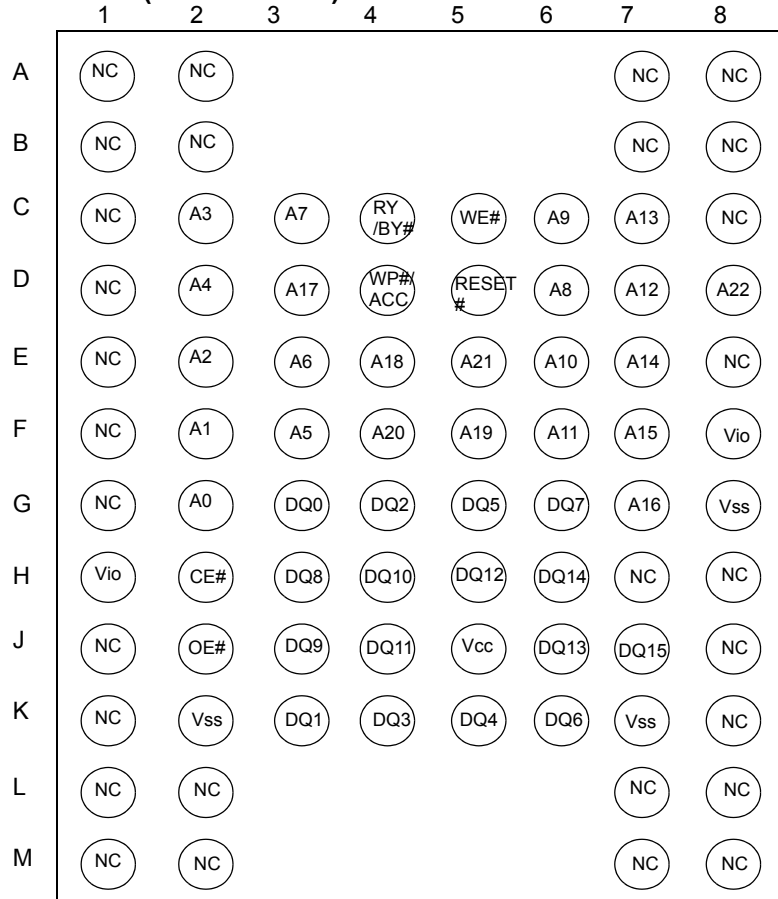 1 2 3 4 5 6 7 8
A NC NC NC NC
B NC NC NC NC
C NC A3 A7 RY /BY# WE# A9 A13 NC
D NC A4 A17 WP#/ ACC RESET # A8 A12 A22
E NC A2 A6 A18 A21 A10 A14 NC
F NC A1 A5 A20 A19 A11 A15 Vio
G NC A0 DQ0 DQ2 DQ5 DQ7 A16 Vss
H Vio CE# DQ8 DQ10 DQ12 DQ14 NC NC
J NC OE# DQ9 DQ11 Vcc DQ13 DQ15 NC
K NC Vss DQ1 DQ3 DQ4 DQ6 Vss NC
L NC NC NC NC
M NC NC NC NC